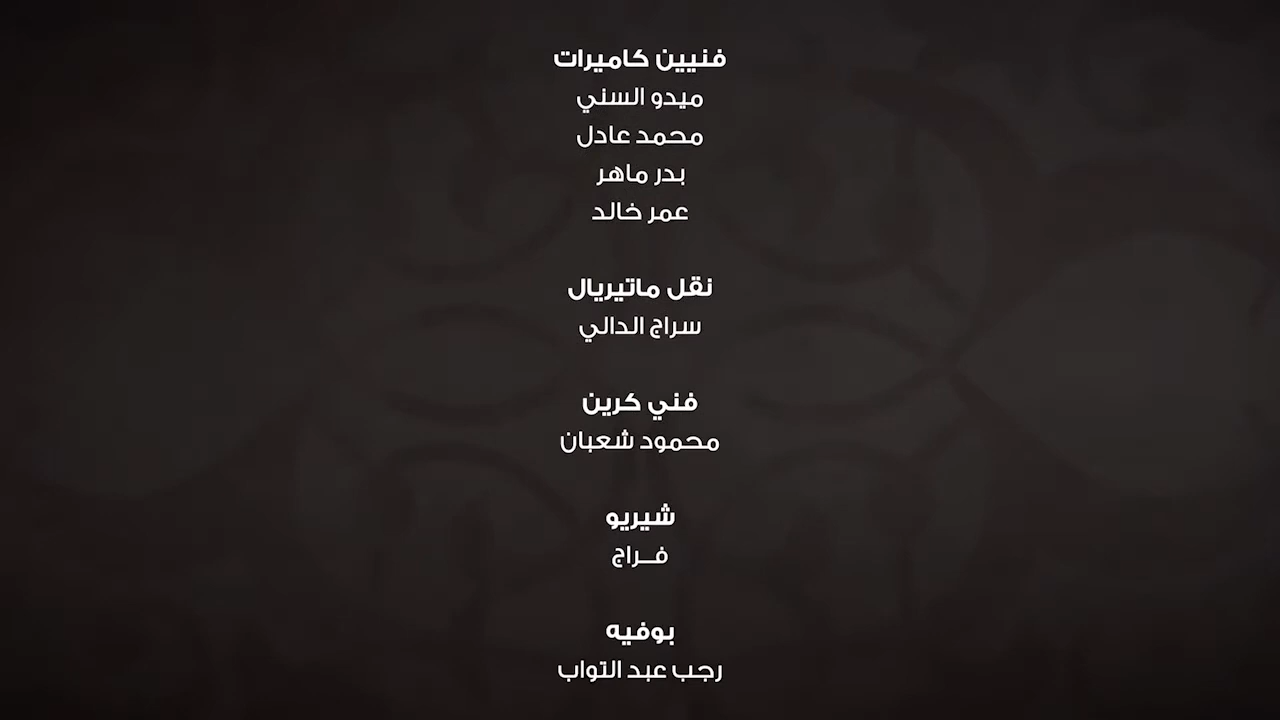 فنيين كاميرات
ميدو السني
محمد عادل
بدر ماهر
عمر خالد
نقل ماتيريال
سراج الدالي
فني كرين
محمود شعبان
شيريو
فــراج
بوفيه
رجب عبد التواب